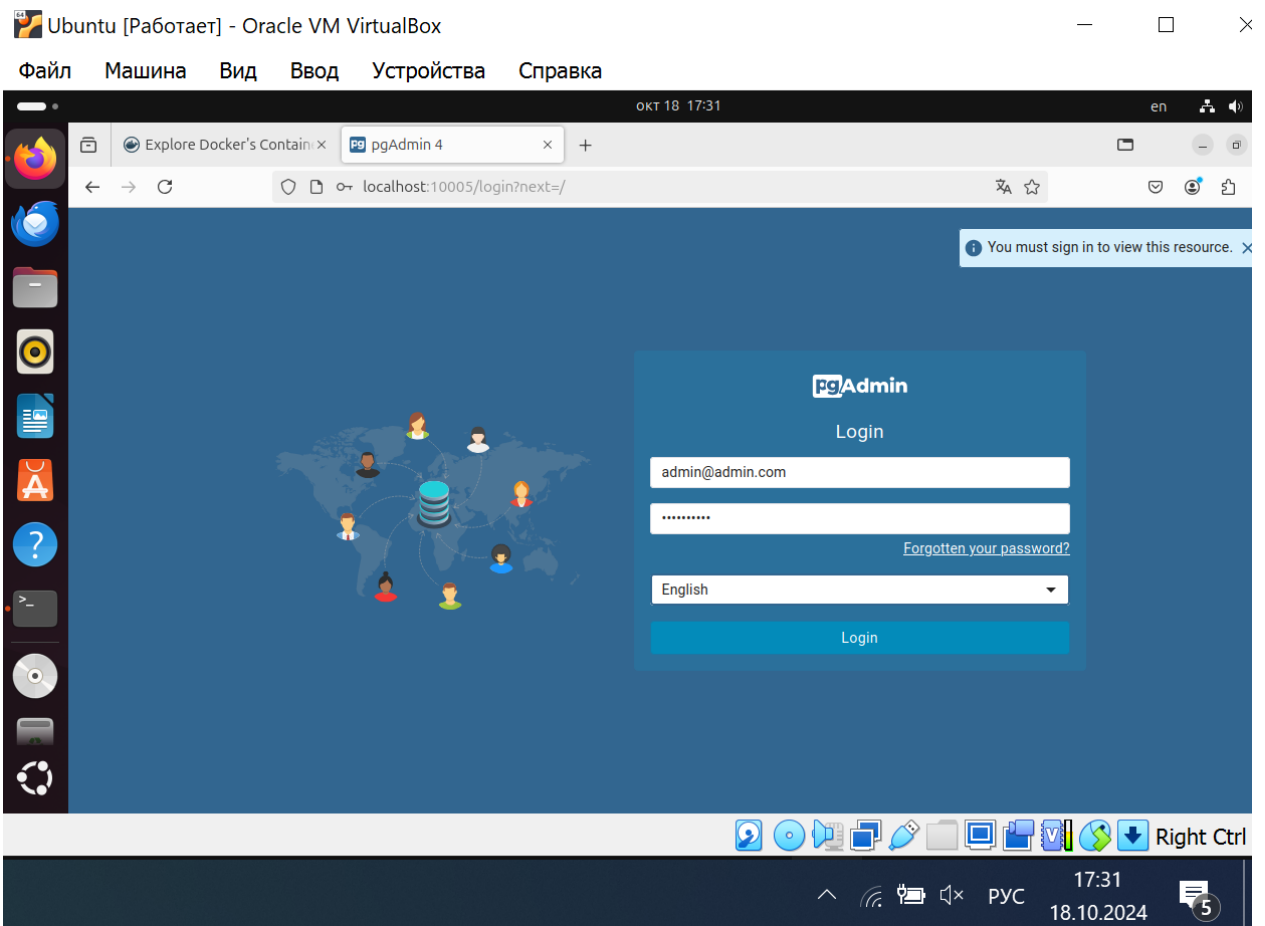 64
Ubuntu [Работает] - Oracle VM VirtualBox
Файл Машина Вид Ввод Устройства Справка
окт 18 17:31
en
Explore Docker's Contain
pgAdmin 4
localhost:10005/login?next=/
You must sign in to view this resource.
pgAdmin
Login
admin@admin.com
••••••••••
Forgotten your password?
English
Login
Right Ctrl
РУС
17:31
18.10.2024
5